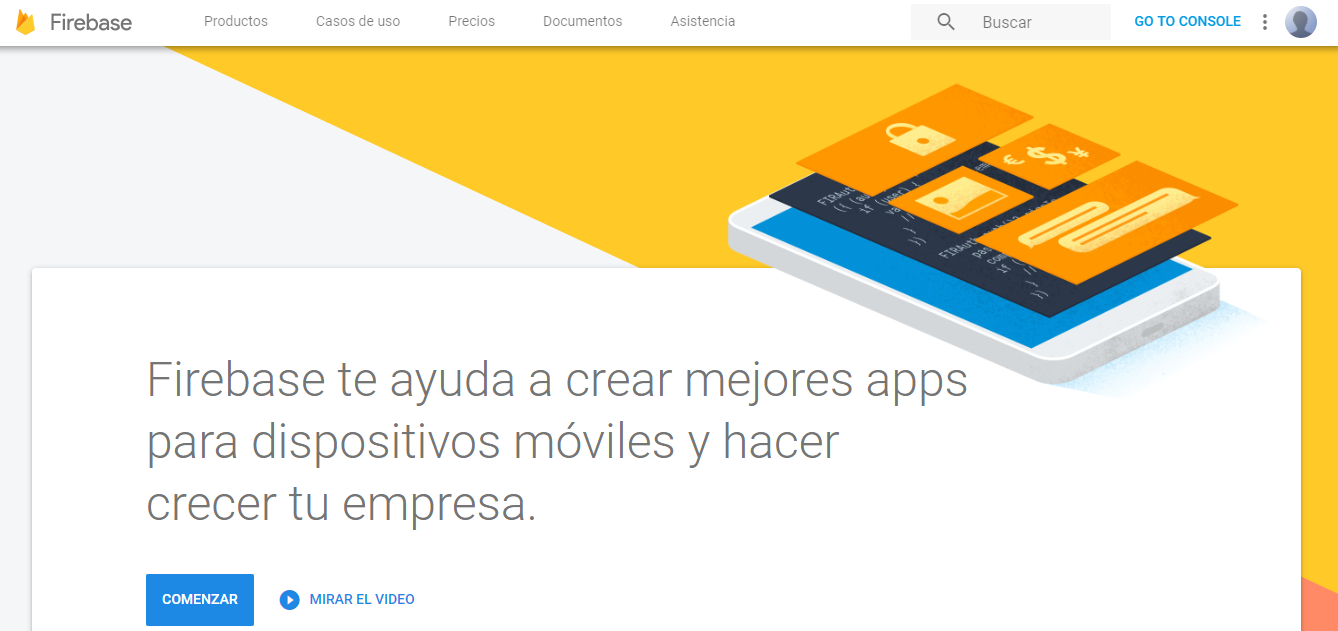 Firebase
Productos
Casos de uso
Precios
Documentos
Asistencia
Buscar
GO TO CONSOLE
Firebase te ayuda a crear mejores apps
para dispositivos móviles y hacer
crecer tu empresa.
COMENZAR
MIRAR EL VIDEO